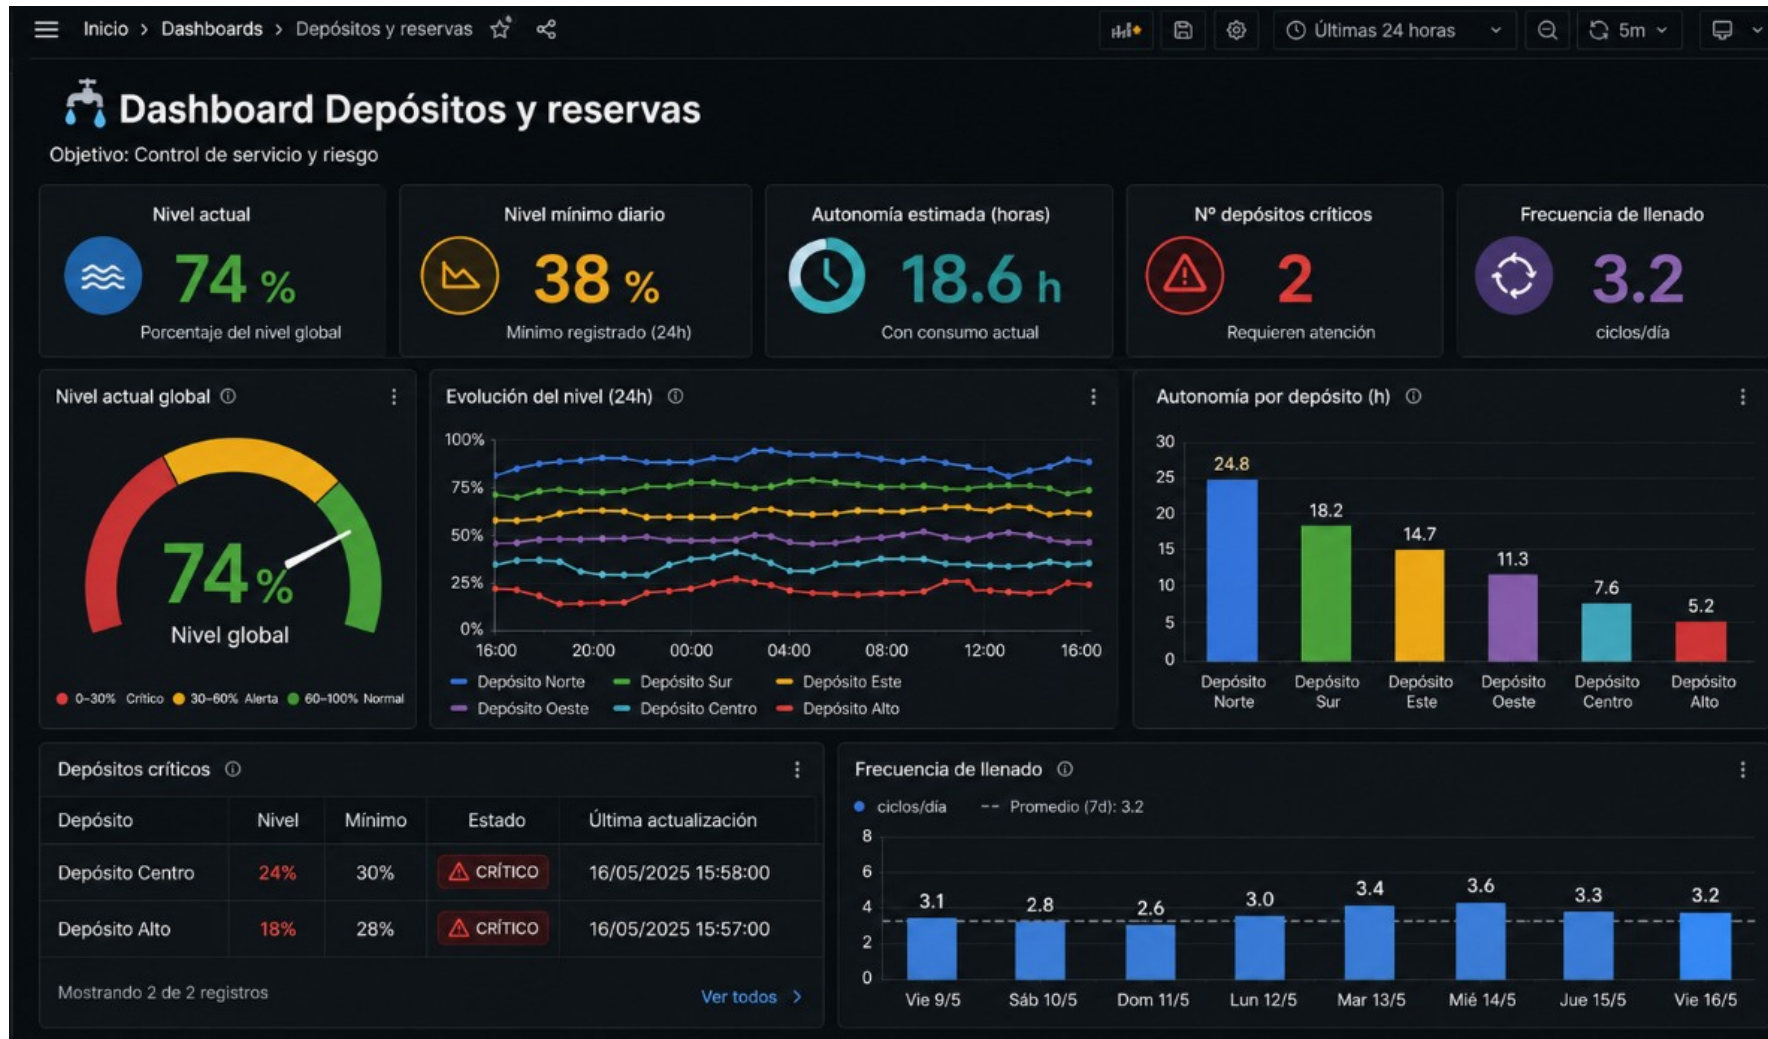 Inicio > Dashboards > Depósitos y reservas
Últimas 24 horas
5m
Dashboard Depósitos y reservas
Objetivo: Control de servicio y riesgo
Nivel actual
74 %
Porcentaje del nivel global
Nivel mínimo diario
38 %
Mínimo registrado (24h)
Autonomía estimada (horas)
18.6 h
Con consumo actual
Nº depósitos críticos
2
Requieren atención
Frecuencia de llenado
3.2
ciclos/día
Nivel actual global
74%
Nivel global
0–30% Crítico 30–60% Alerta 60–100% Normal
Evolución del nivel (24h)
100%
75%
50%
25%
0%
16:00 20:00 00:00 04:00 08:00 12:00 16:00
Depósito Norte Depósito Sur Depósito Este
Depósito Oeste Depósito Centro Depósito Alto
Autonomía por depósito (h)
30
25
20
15
10
5
0
24.8
18.2
14.7
11.3
7.6
5.2
Depósito Norte
Depósito Sur
Depósito Este
Depósito Oeste
Depósito Centro
Depósito Alto
Depósitos críticos
Depósito Nivel Mínimo Estado Última actualización
Depósito Centro 24% 30% CRÍTICO 16/05/2025 15:58:00
Depósito Alto 18% 28% CRÍTICO 16/05/2025 15:57:00
Mostrando 2 de 2 registros
Ver todos >
Frecuencia de llenado
ciclos/día -- Promedio (7d): 3.2
8
6
4
2
0
3.1 2.8 2.6 3.0 3.4 3.6 3.3 3.2
Vie 9/5 Sáb 10/5 Dom 11/5 Lun 12/5 Mar 13/5 Mié 14/5 Jue 15/5 Vie 16/5